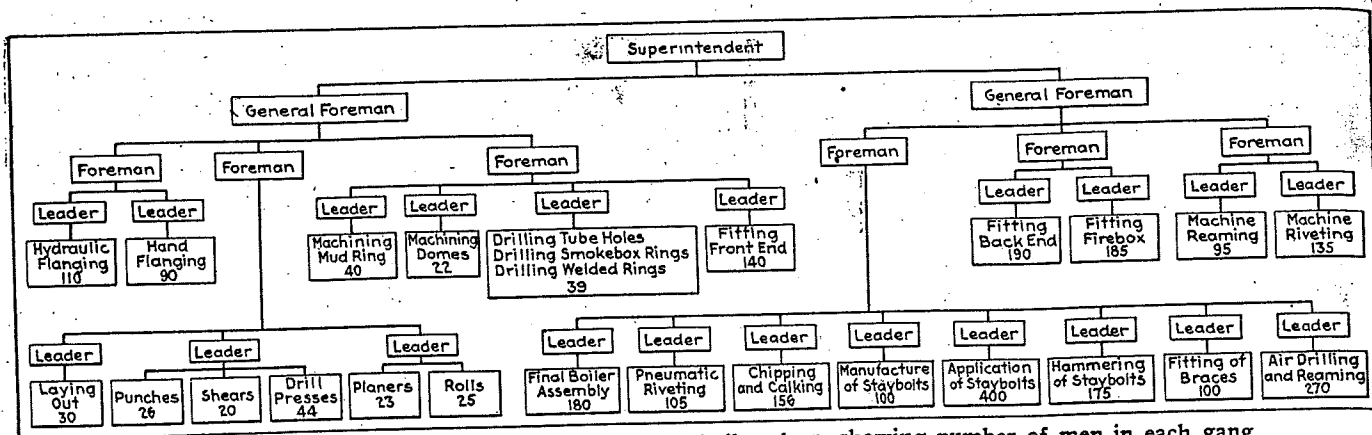 Superintendent
General Foreman
General Foreman
Foreman
Foreman
Foreman
Foreman
Foreman
Foreman
Leader
Leader
Leader
Leader
Leader
Leader
Leader
Leader
Leader
Leader
Hydraulic
Flanging
110
Hand
Flanging
90
Machining
Mud Ring
40
Machining
Domes
22
Drilling Tube Holes
Drilling Smokebox Rings
Drilling Welded Rings
39
Fitting
Front End
140
Fitting
Back End
190
Fitting
Firebox
185
Machine
Reaming
95
Machine
Riveting
135
Leader
Leader
Leader
Leader
Leader
Leader
Leader
Leader
Leader
Leader
Leader
Laying
Out
30
Punches
26
Shears
20
Drill
Presses
44
Planers
23
Rolls
25
Final Boiler
Assembly
180
Pneumatic
Riveting
105
Chipping
and Calking
156
Manufacture
of Staybolts
100
Application
of Staybolts
400
Hammering
of Staybolts
175
Fitting of
Braces
100
Air Drilling
and Reaming
270
shop showing number of men in each gang